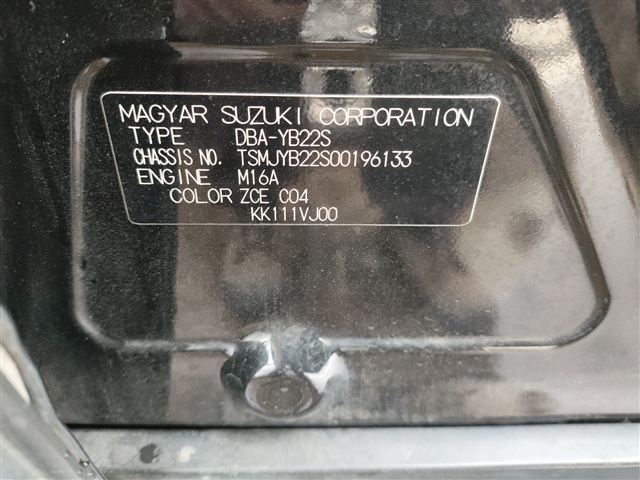 MAGYAR SUZUKI CORPORATION
TYPE DBA-YB22S
CHASSIS NO. TSMJYB22S00196133
ENGINE M16A
COLOR ZCE C04
KK111VJ00